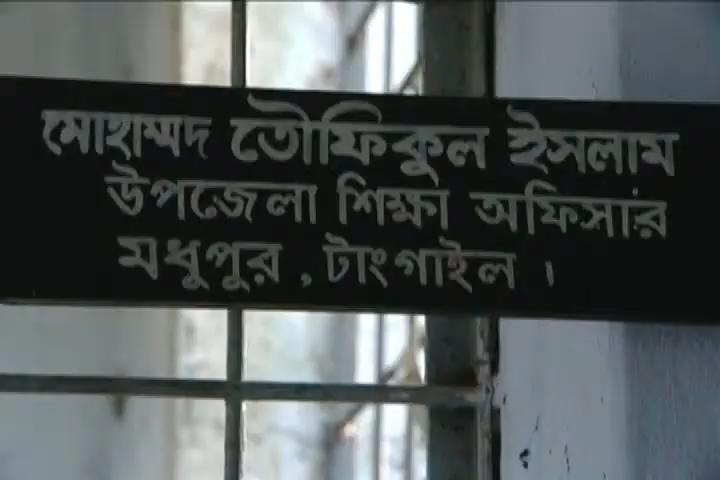 মোহাম্মদ তৌফিকুল ইসলাম
উপজেলা শিক্ষা অফিসার
মধুপুর, টাংগাইল।